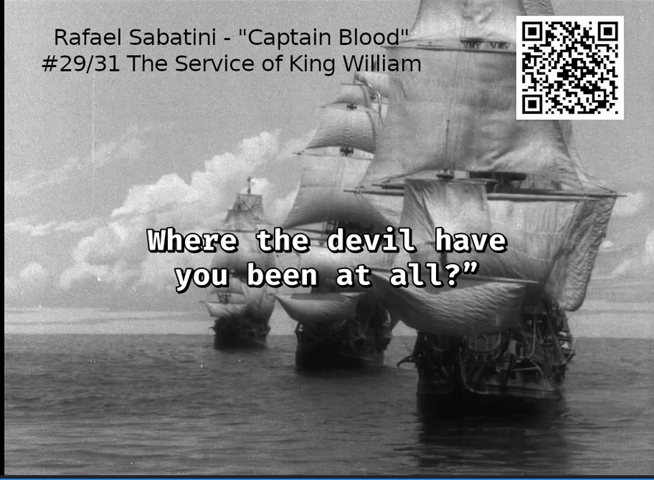 Rafael Sabatini - "Captain Blood"
#29/31 The Service of King William
Where the devil have
you been at all?”